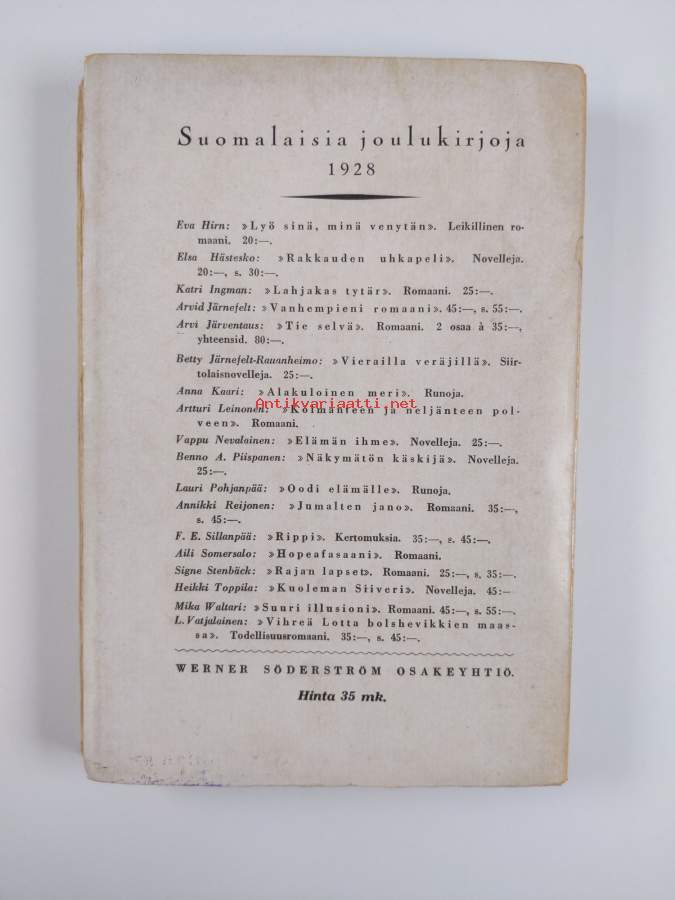 Suomalaisia joulukirjoja
1928
Eva Hirn: »Lyö sinä, minä venytän». Leikillinen ro-
maani. 20:—.
Elsa Hästesko: »Rakkauden uhkapeli». Novelleja.
20:—, s. 30:—.
Katri Ingman: »Lahjakas tytär». Romaani. 25:—.
Arvid Järnefelt: »Vanhempieni romaani». 45:—, s. 55:—.
Arvi Järventaus: »Tie selvä». Romaani. 2 osaa à 35:—,
yhteensid. 80:—.
Betty Järnefelt-Rauanheimo: »Vierailla veräjillä». Siir-
tolaisnovelleja. 25:—.
Anna Kaari: »Alakuloinen meri». Runoja.
Antikvariaatti.net
Artturi Leinonen: »Kolmanteen ja neljänteen pol-
veen». Romaani.
Vappu Nevalainen: »Elämän ihme». Novelleja. 25:—.
Benno A. Piispanen: »Näkymätön käskijä». Novelleja.
25:—.
Lauri Pohjanpää: »Oodi elämälle». Runoja.
Annikki Reijonen: »Jumalten jano». Romaani. 35:—,
s. 45:—.
F. E. Sillanpää: »Rippi». Kertomuksia. 35:—, s. 45:—.
Aili Somersalo: »Hopeafasaani». Romaani.
Signe Stenbäck: »Rajan lapset». Romaani. 25:—, s. 35:—.
Heikki Toppila: »Kuoleman Siiveri». Novelleja. 45:—
Mika Waltari: »Suuri illusioni». Romaani. 45:—, s. 55:—.
L. Vatjalainen: »Vihreä Lotta bolshevikkien maas-
sa». Todellisuusromaani. 35:—, s. 45:—.
WERNER SÖDERSTRÖM OSAKEYHTIÖ.
Hinta 35 mk.